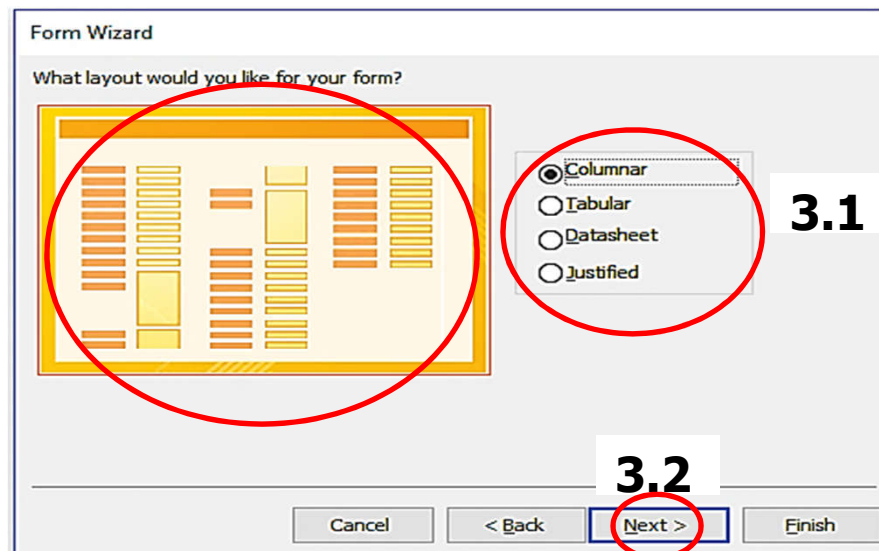 Form Wizard
What layout would you like for your form?
Columnar
Tabular
Datasheet
Justified
3.1
3.2
Cancel
< Back
Next >
Finish